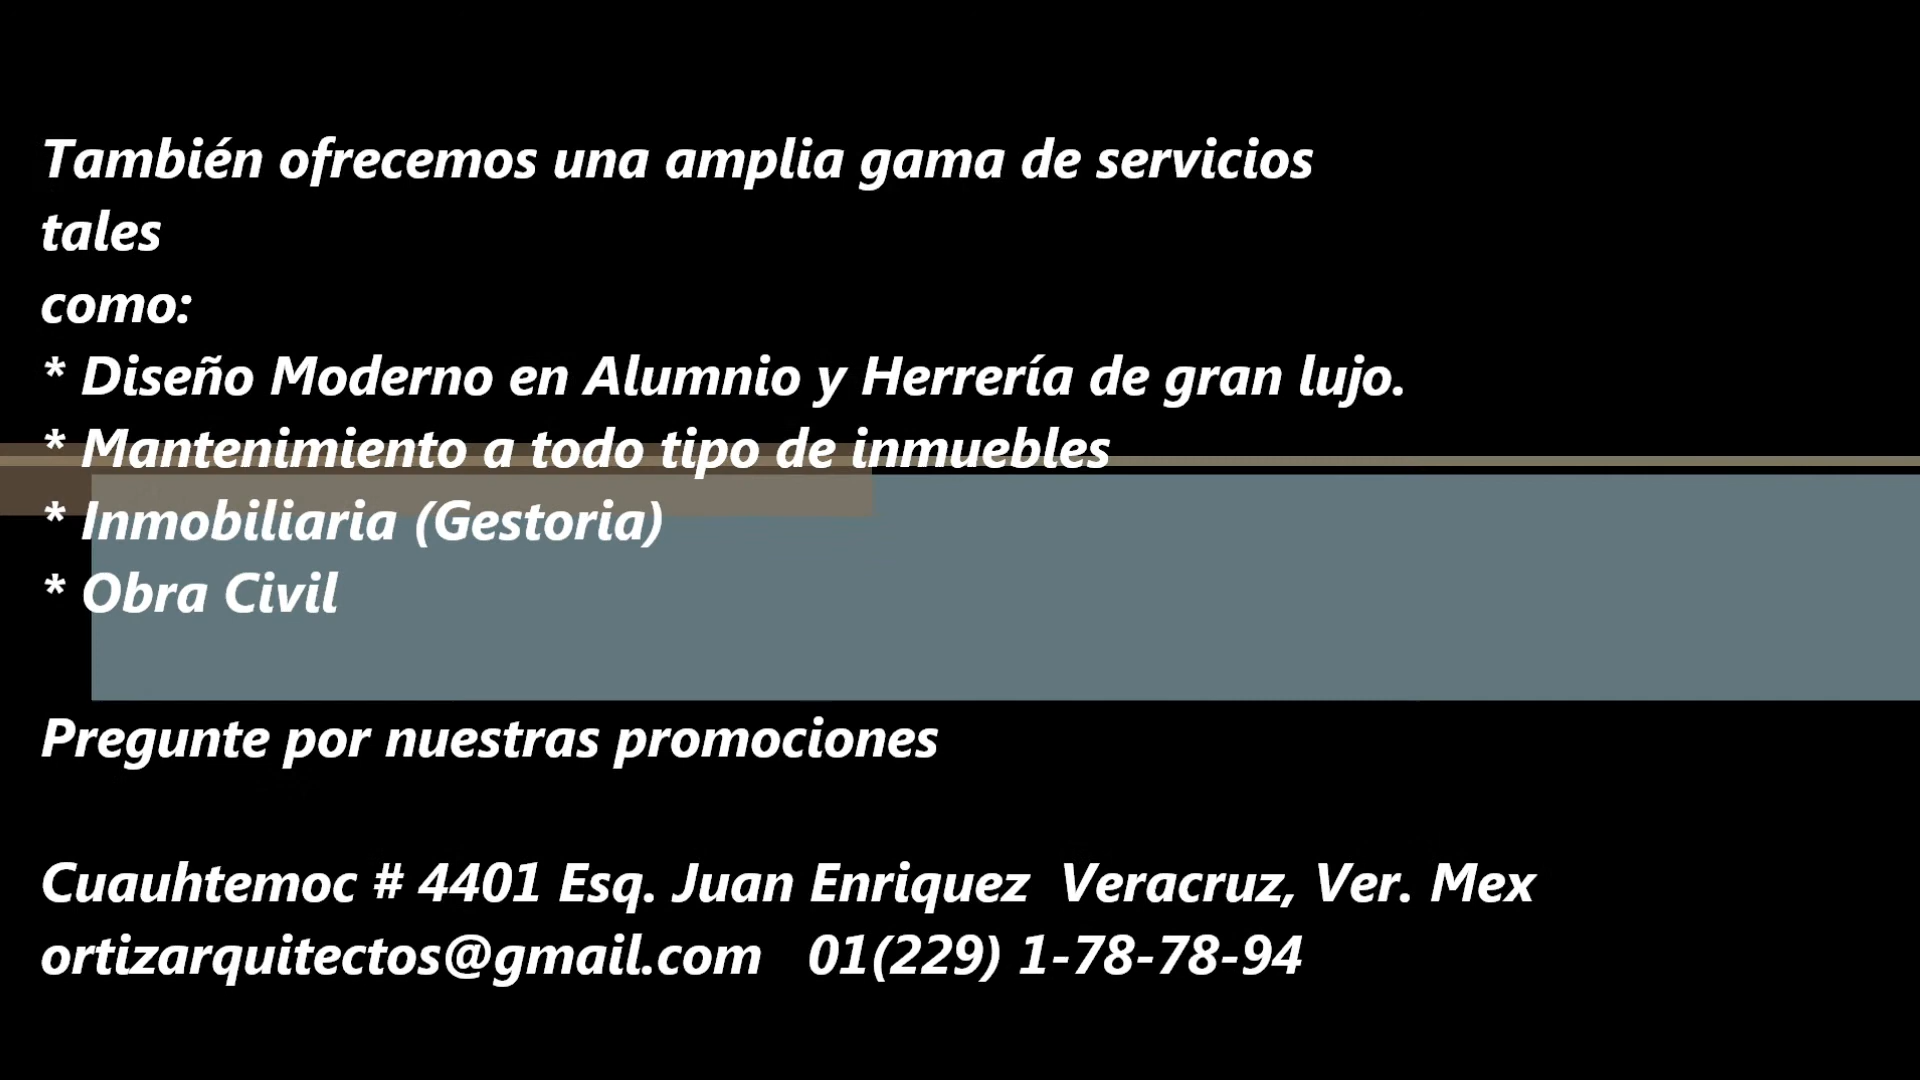 También ofrecemos una amplia gama de servicios
tales
como:
* Diseño Moderno en Alumnio y Herrería de gran lujo.
* Mantenimiento a todo tipo de inmuebles
* Inmobiliaria (Gestoria)
* Obra Civil
Pregunte por nuestras promociones
Cuauhtemoc # 4401 Esq. Juan Enriquez  Veracruz, Ver. Mex
ortizarquitectos@gmail.com   01(229) 1-78-78-94